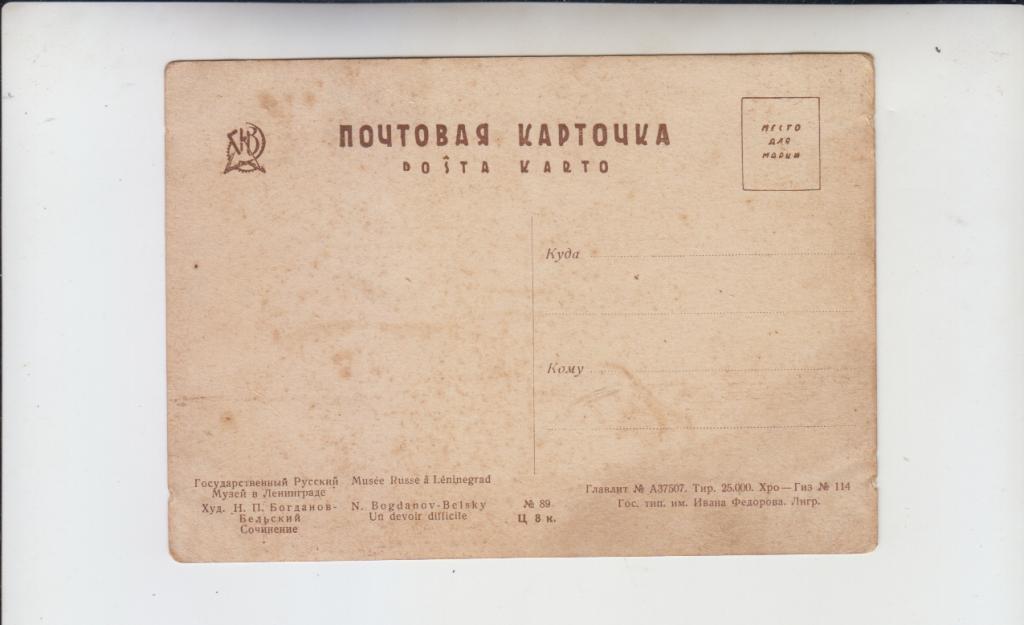 ПОЧТОВАЯ КАРТОЧКА
POŜTA KARTO
МЕСТО
ДЛЯ
МАРКИ
Куда
Кому
Государственный Русский
Музей в Ленинграде
Худ. Н. П. Богданов-
Бельский
Сочинение
Musée Russe à Léninegrad
N. Bogdanov-Belsky
Un devoir difficile
№ 89
Ц 8 к.
Главлит № А37507. Тир. 25.000. Хро—Гиз № 114
Гос. тип. им. Ивана Федорова. Лнгр.